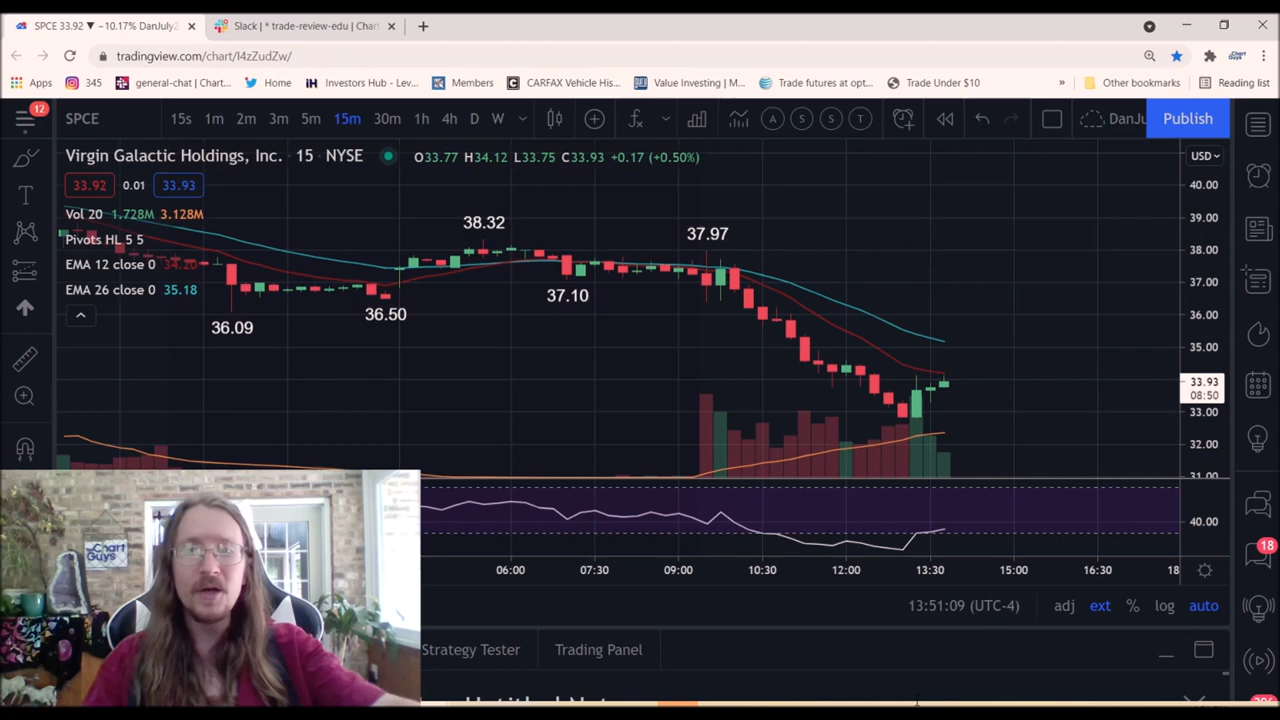 SPCE 33.92 ▼ −10.17% DanJuly2
Slack | * trade-review-edu | Chart
tradingview.com/chart/I4zZudZw/
Apps 345 general-chat | Chart... Home Investors Hub - Lev... Members CARFAX Vehicle His... Value Investing | M... Trade futures at opt... Trade Under $10 » Other bookmarks Reading list
12 SPCE 15s 1m 2m 3m 5m 15m 30m 1h 4h D W A S S T DanJu Publish
Virgin Galactic Holdings, Inc. · 15 · NYSE O33.77 H34.12 L33.75 C33.93 +0.17 (+0.50%) USD
33.92 0.01 33.93
Vol 20 1.728M 3.128M
Pivots HL 5 5
EMA 12 close 0 34.20
EMA 26 close 0 35.18
38.32
37.97
37.10
36.50
36.09
40.00
39.00
38.00
37.00
36.00
35.00
33.93
08:50
33.00
32.00
31.00
40.00
06:00 07:30 09:00 10:30 12:00 13:30 15:00 16:30 18
13:51:09 (UTC-4) adj ext % log auto
18
Strategy Tester Trading Panel
Chart
Guys